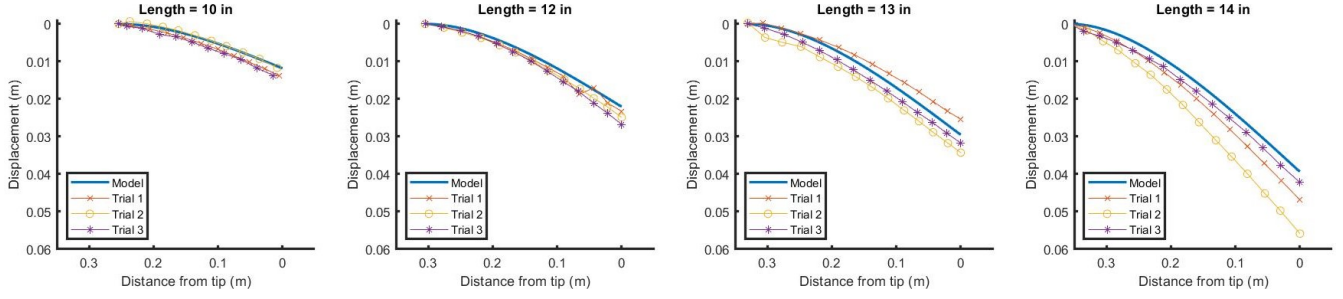 Length = 10 in
0
0.01
0.02
0.03
0.04
0.05
0.06
Displacement (m)
Model
Trial 1
Trial 2
Trial 3
0.3 0.2 0.1 0
Distance from tip (m)
Length = 12 in
0
0.01
0.02
0.03
0.04
0.05
0.06
Displacement (m)
Model
Trial 1
Trial 2
Trial 3
0.3 0.2 0.1 0
Distance from tip (m)
Length = 13 in
0
0.01
0.02
0.03
0.04
0.05
0.06
Displacement (m)
Model
Trial 1
Trial 2
Trial 3
0.3 0.2 0.1 0
Distance from tip (m)
Length = 14 in
0
0.01
0.02
0.03
0.04
0.05
0.06
Displacement (m)
Model
Trial 1
Trial 2
Trial 3
0.3 0.2 0.1 0
Distance from tip (m)